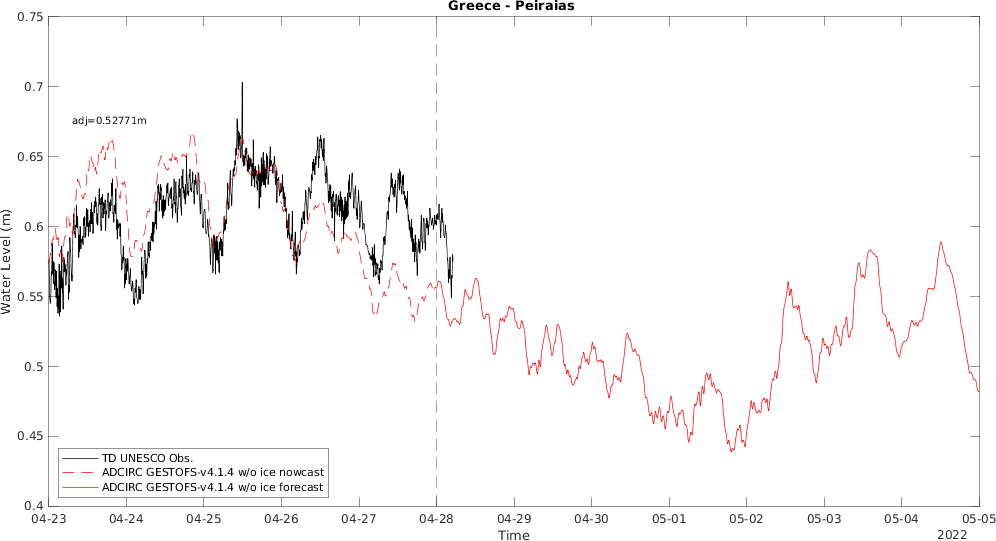 Greece - Peiraias
0.75
0.7
0.65
0.6
0.55
0.5
0.45
0.4
Water Level (m)
adj=0.52771m
TD UNESCO Obs.
ADCIRC GESTOFS-v4.1.4 w/o ice nowcast
ADCIRC GESTOFS-v4.1.4 w/o ice forecast
04-23 04-24 04-25 04-26 04-27 04-28 04-29 04-30 05-01 05-02 05-03 05-04 05-05
Time
2022